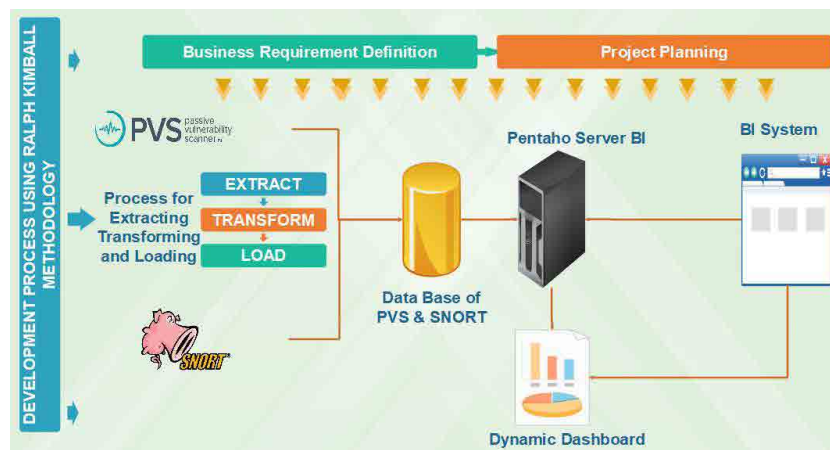 DEVELOPMENT PROCESS USING RALPH KIMBALL
METHODOLOGY
Business Requirement Definition
Project Planning
PVS passive
vulnerability
scanner
Process for
Extracting
Transforming
and Loading
EXTRACT
TRANSFORM
LOAD
SNORT
Data Base of
PVS & SNORT
Pentaho Server BI
BI System
Dynamic Dashboard